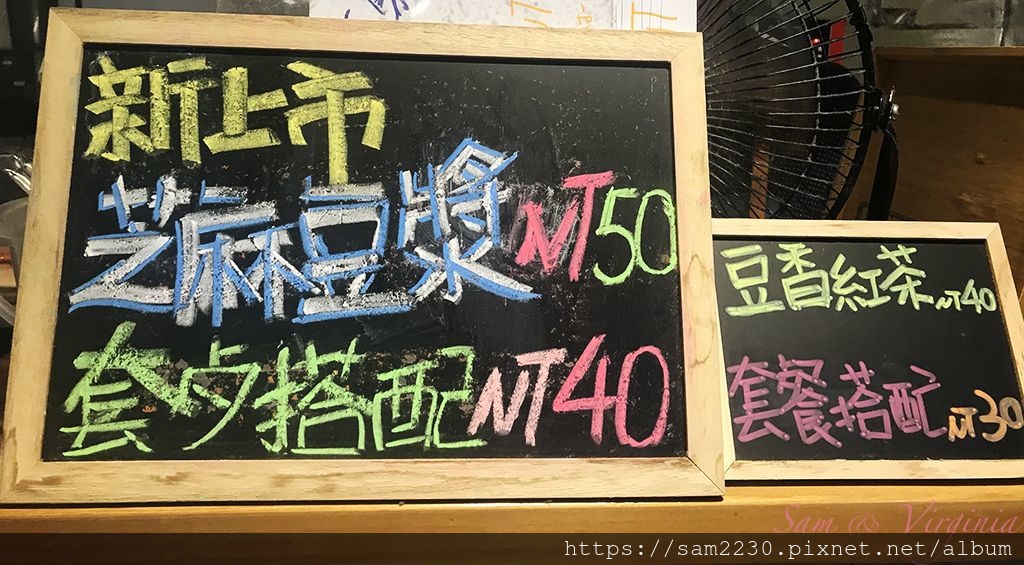 新上市
芝麻豆漿 NT50
套歺搭配 NT40
豆香紅茶 NT40
套餐搭配 NT30
Sam & Virginia
https://sam2230.pixnet.net/album